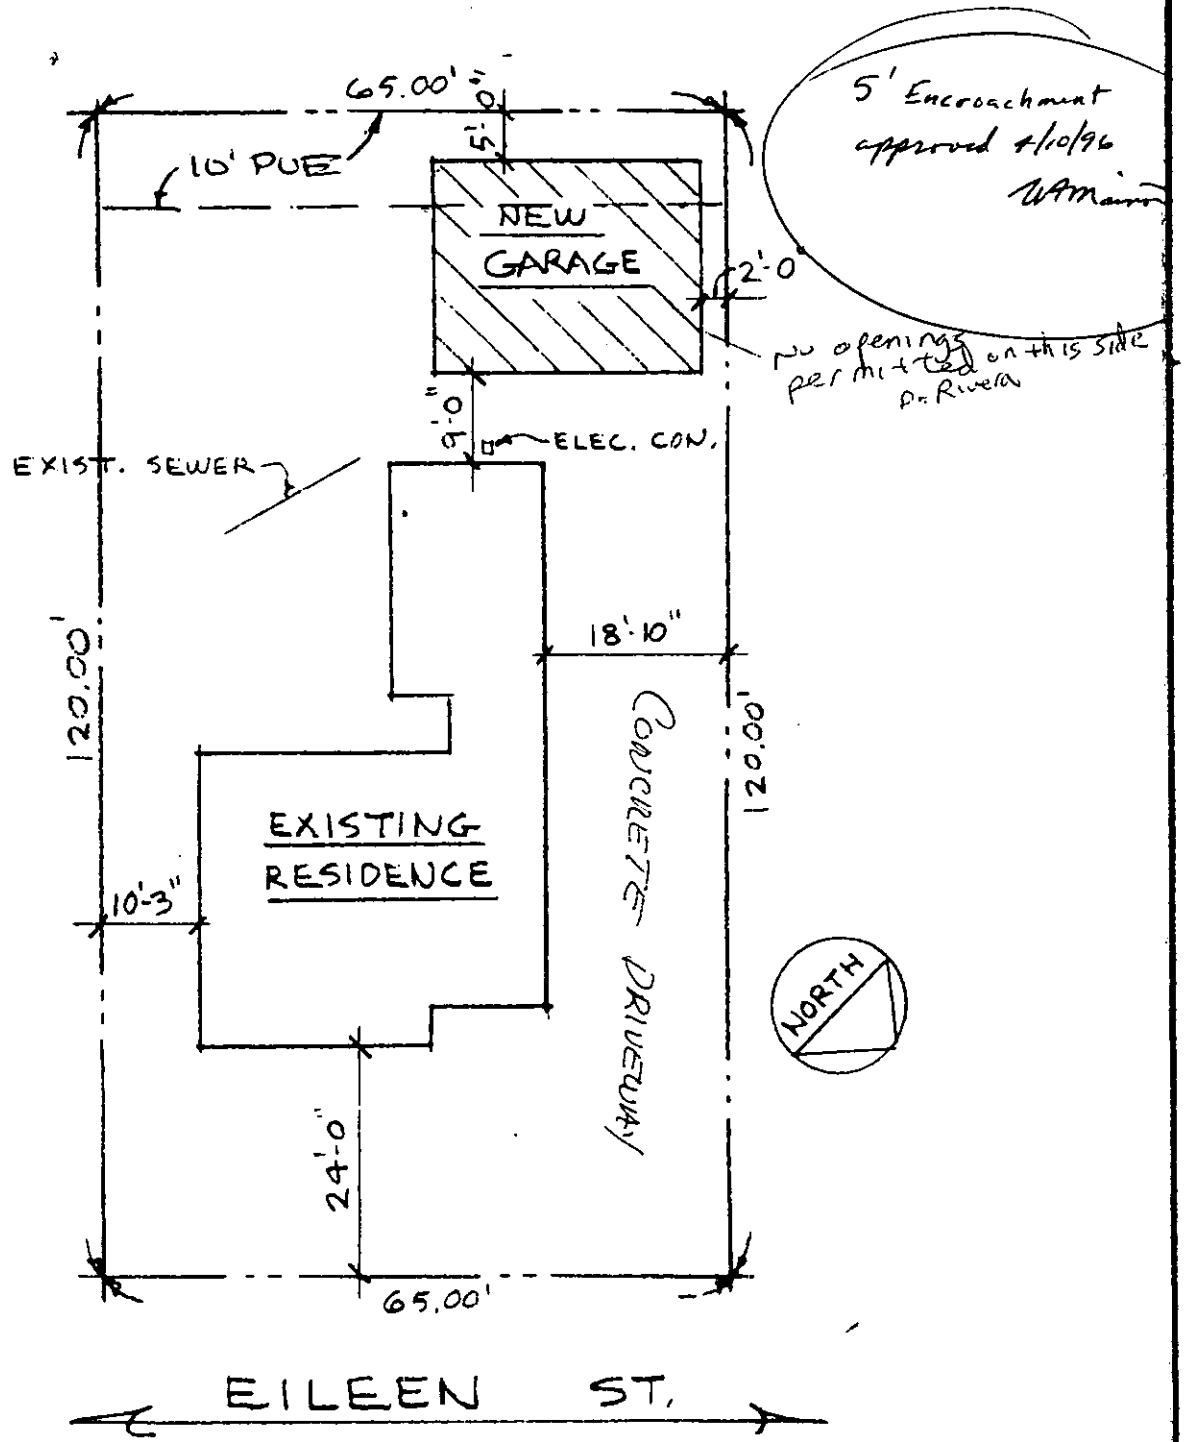 65.00'
5'-0"
10' PUE
5' Encroachment
approved 4/10/96
NEW
GARAGE
2'-0"
No openings
permitted on this side
P. Rivera
9'-0"
ELEC. CON.
EXIST. SEWER
18'-10"
120.00'
120.00'
CONCRETE DRIVEWAY
EXISTING
RESIDENCE
10'-3"
NORTH
24'-0"
65.00'
EILEEN ST.